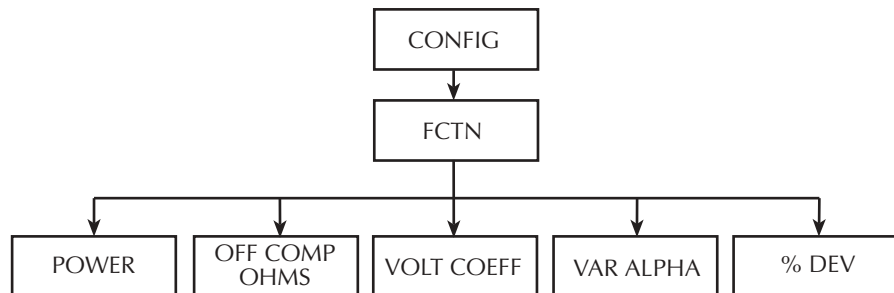 CONFIG
FCTN
POWER
OFF COMP
OHMS
VOLT COEFF
VAR ALPHA
% DEV